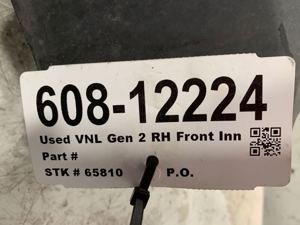 608-12224
Used VNL Gen 2 RH Front Inn
Part #
STK # 65810 P.O.